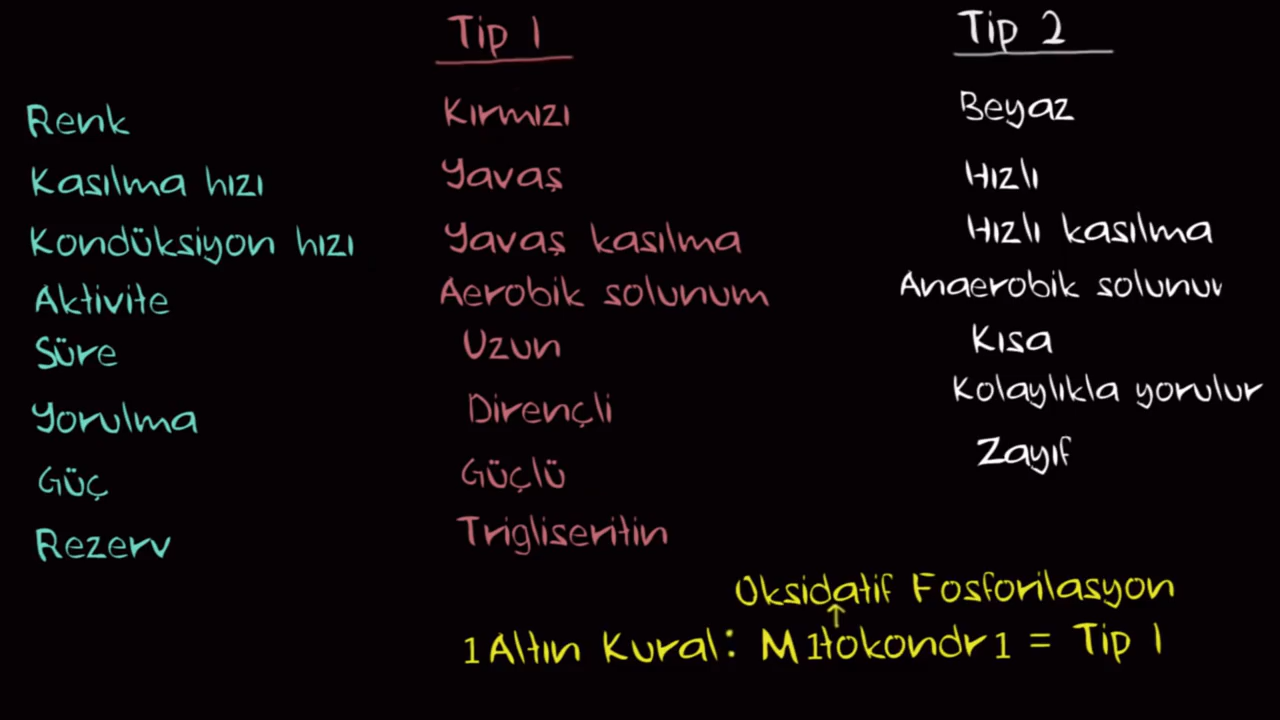 Tip 1 Tip 2
Renk Kırmızı Beyaz
Kasılma hızı Yavaş Hızlı
Kondüksiyon hızı Yavaş kasılma Hızlı kasılma
Aktivite Aerobik solunum Anaerobik solunu
Süre Uzun Kısa
Yorulma Dirençli Kolaylıkla yorulur
Güç Güçlü Zayıf
Rezerv Trigliseritin
Oksidatif Fosforilasyon
↑
1 Altın Kural: M1tokondr1 = Tip 1